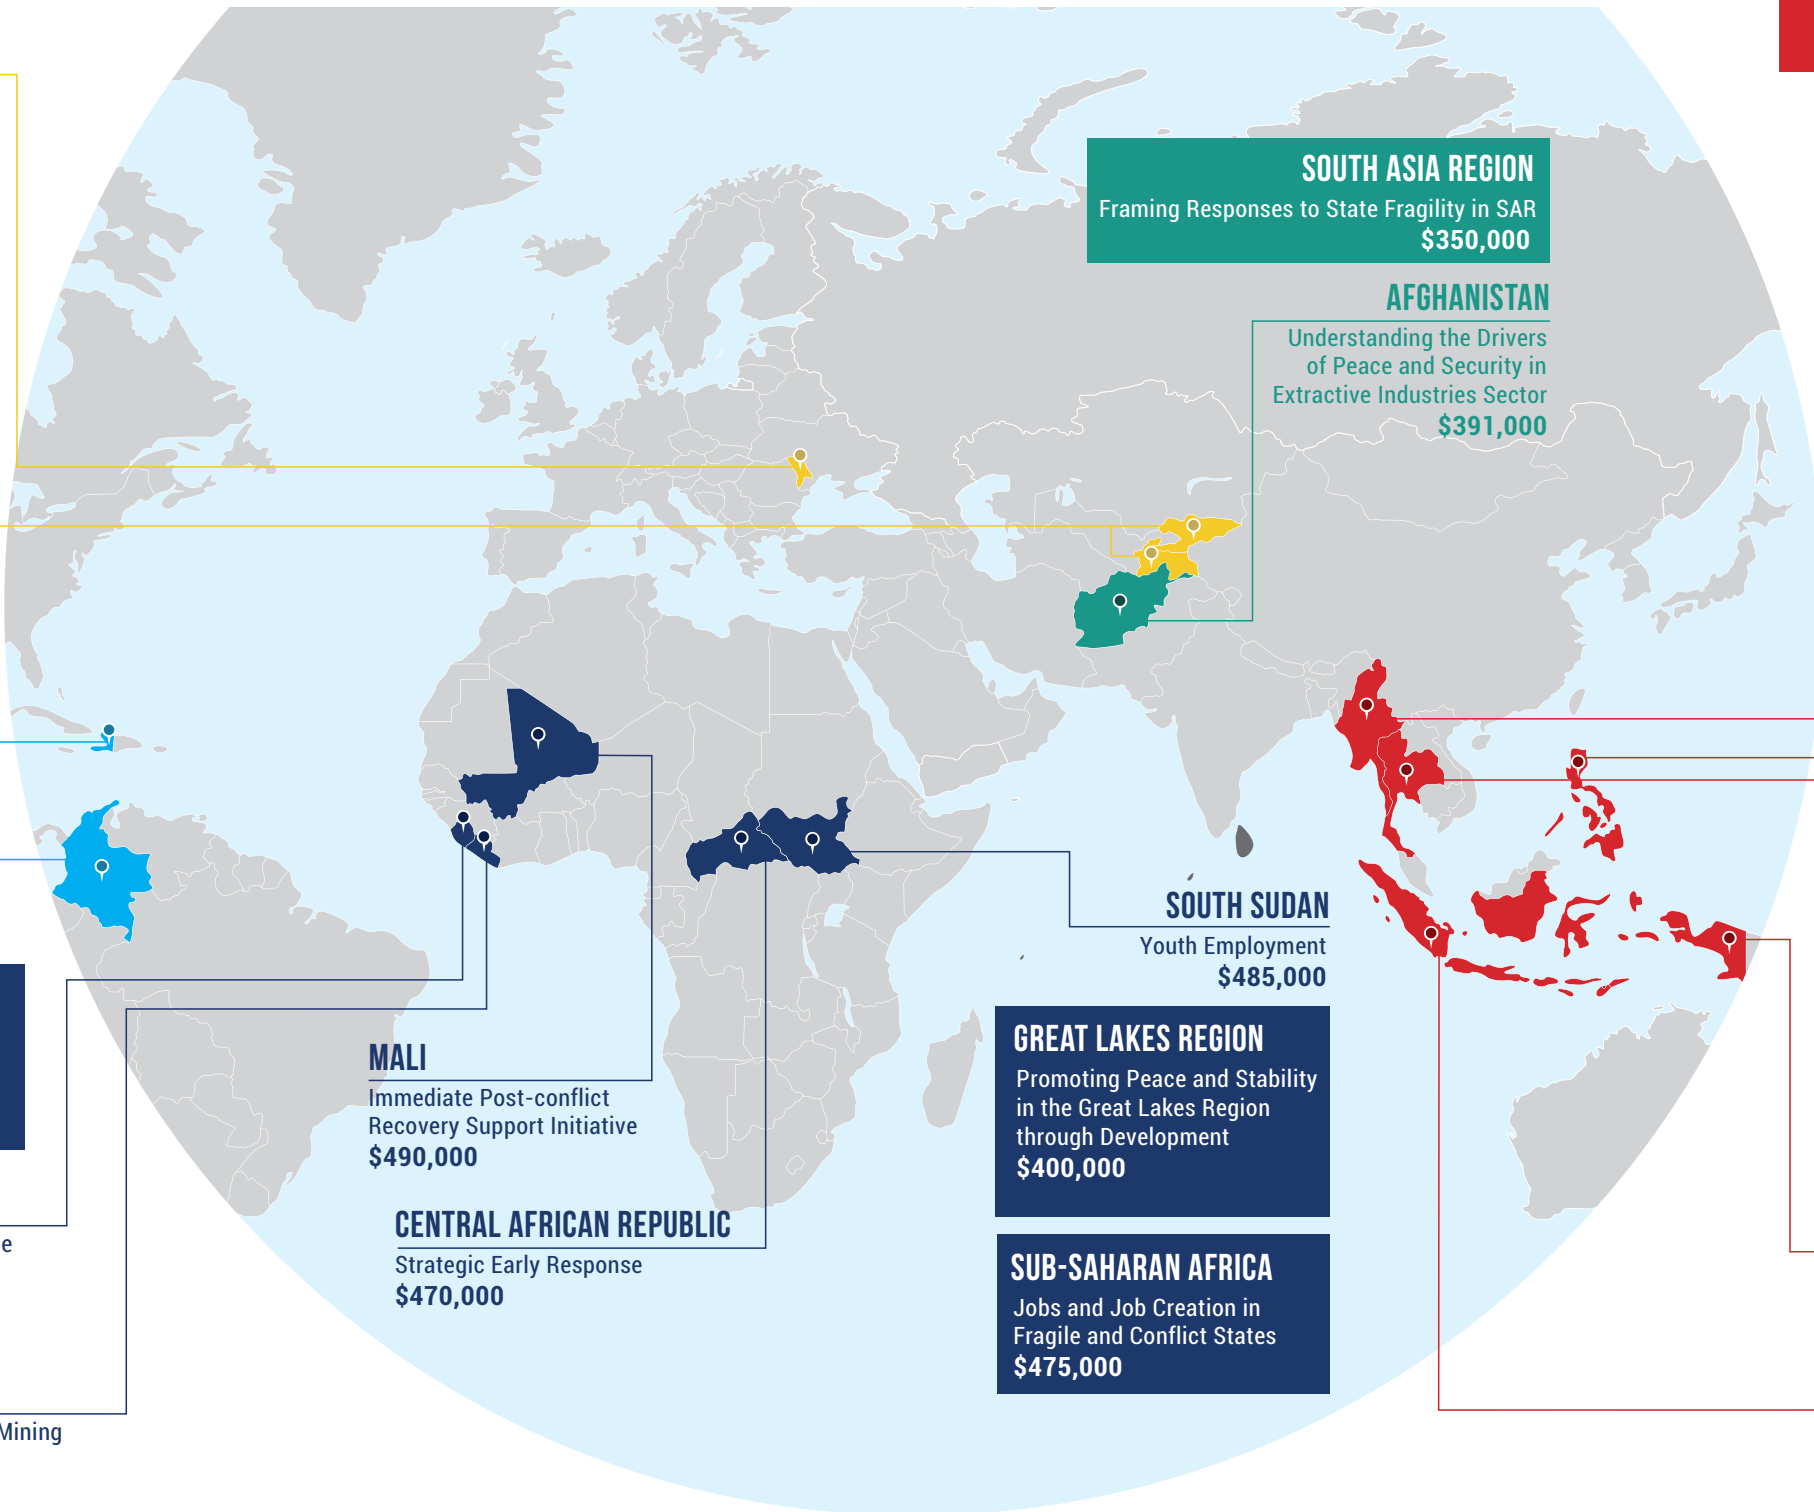 SOUTH ASIA REGION
Framing Responses to State Fragility in SAR
$350,000
AFGHANISTAN
Understanding the Drivers
of Peace and Security in
Extractive Industries Sector
$391,000
SOUTH SUDAN
Youth Employment
$485,000
GREAT LAKES REGION
Promoting Peace and Stability
in the Great Lakes Region
through Development
$400,000
SUB-SAHARAN AFRICA
Jobs and Job Creation in
Fragile and Conflict States
$475,000
MALI
Immediate Post-conflict
Recovery Support Initiative
$490,000
CENTRAL AFRICAN REPUBLIC
Strategic Early Response
$470,000
e
Mining